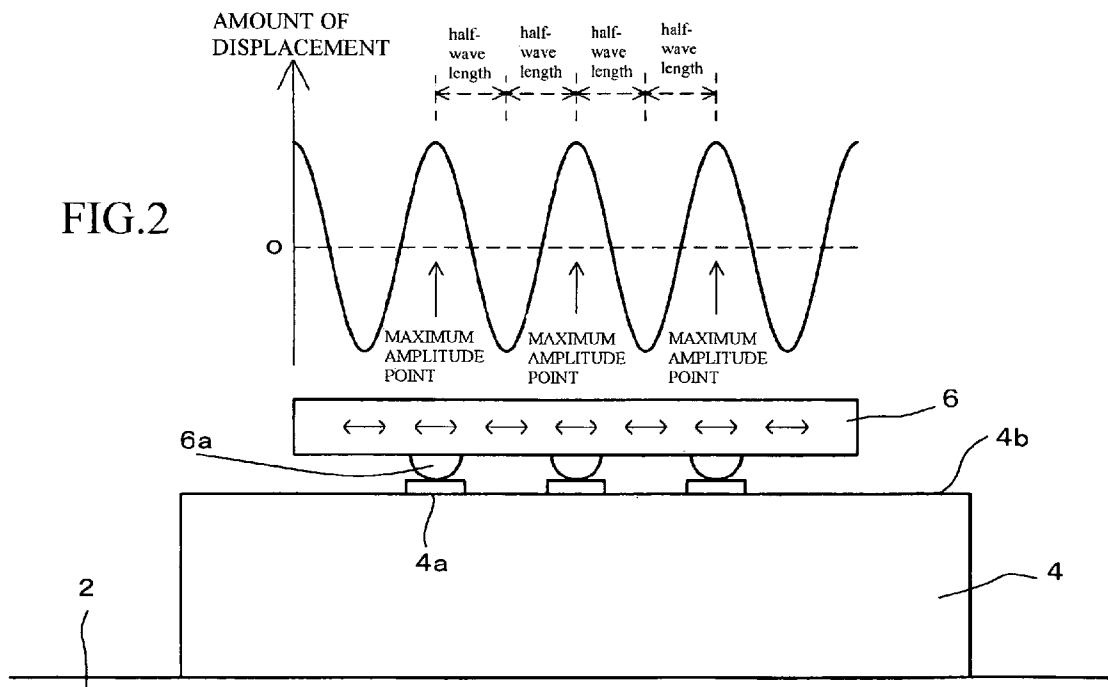 AMOUNT OF
DISPLACEMENT
half-
wave
length
half-
wave
length
half-
wave
length
half-
wave
length
FIG.2
O
MAXIMUM
AMPLITUDE
POINT
MAXIMUM
AMPLITUDE
POINT
MAXIMUM
AMPLITUDE
POINT
6
6a
4b
4a
2
4